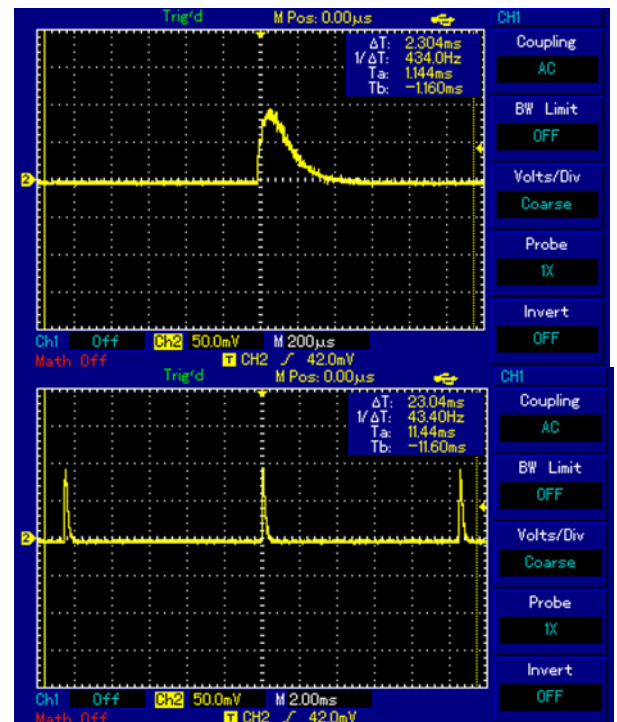 Trig'd M Pos: 0.00µs CH1
ΔT: 2.304ms
1/ΔT: 434.0Hz
Ta: 1.144ms
Tb: -1.160ms
Coupling
AC
BW Limit
OFF
Volts/Div
Coarse
Probe
1X
Invert
OFF
2
Ch1 Off Ch2 50.0mV M 200µs
Math Off T CH2 / 42.0mV
Trig'd M Pos: 0.00µs CH1
ΔT: 23.04ms
1/ΔT: 43.40Hz
Ta: 11.44ms
Tb: -11.60ms
Coupling
AC
BW Limit
OFF
Volts/Div
Coarse
Probe
1X
Invert
OFF
2
Ch1 Off Ch2 50.0mV M 2.00ms
Math Off T CH2 / 42.0mV